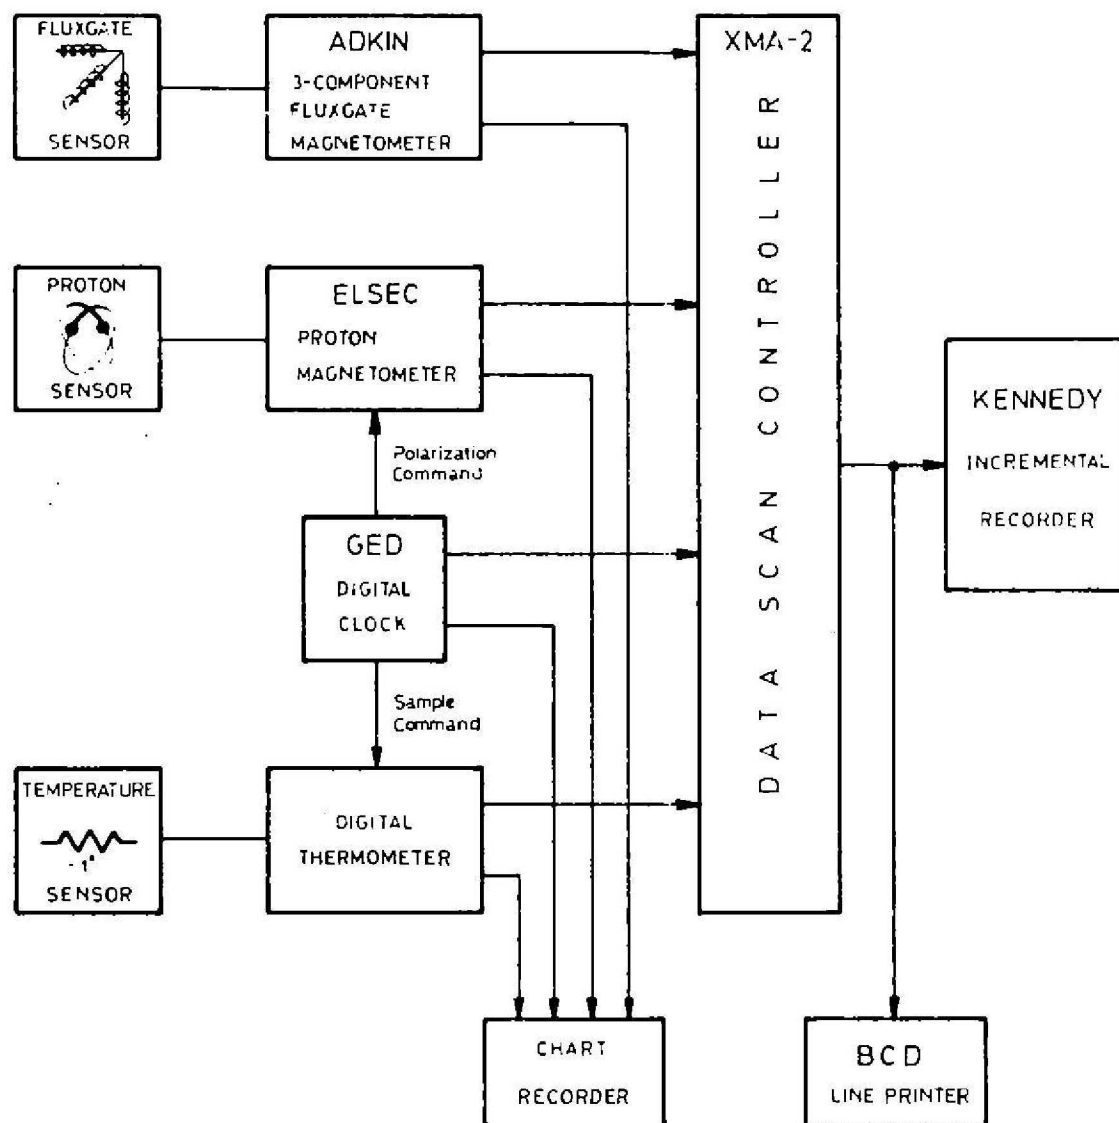 FLUXGATE
SENSOR
ADKIN
3-COMPONENT
FLUXGATE
MAGNETOMETER
XMA-2
DATA SCAN CONTROLLER
PROTON
SENSOR
ELSEC
PROTON
MAGNETOMETER
Polarization
Command
KENNEDY
INCREMENTAL
RECORDER
GED
DIGITAL
CLOCK
Sample
Command
TEMPERATURE
SENSOR
DIGITAL
THERMOMETER
CHART
RECORDER
BCD
LINE PRINTER